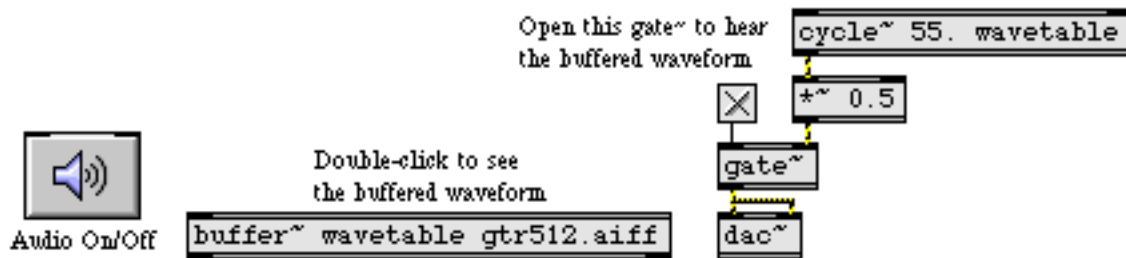 Open this gate~ to hear
the buffered waveform
cycle~ 55. wavetable
*~ 0.5
gate~
dac~
Double-click to see
the buffered waveform
buffer~ wavetable gtr512.aiff
Audio On/Off